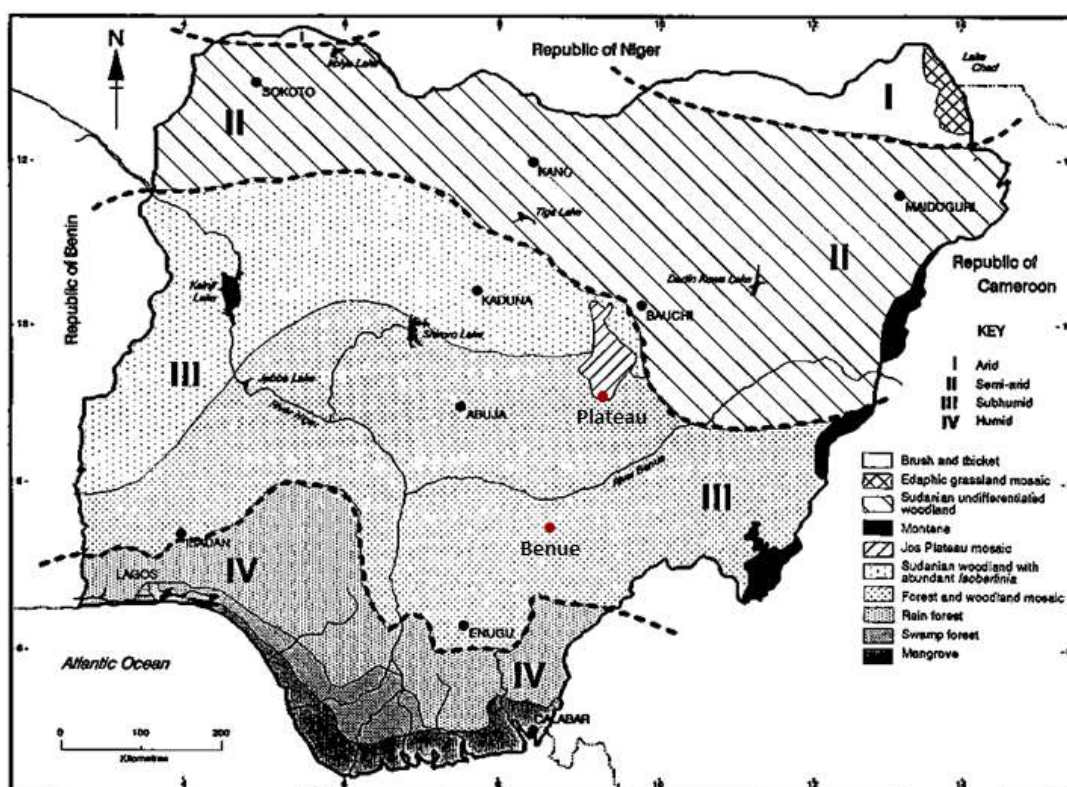 N
Republic of Niger
Lake
Chad
I
I
SOKOTO
II
12
KANO
MAIDUGURI
Tiga Lake
Republic of Benin
II
Republic of
Cameroon
Kainji
Lake
Dadin Kowa Lake
KADUNA
BAUCHI
10
Shiroro Lake
KEY
III
Jebba Lake
I Arid
II Semi-arid
III Subhumid
IV Humid
ABUJA
Plateau
River Niger
River Benue
III
Brush and thicket
Edaphic grassland mosaic
Sudanian undifferentiated
woodland
Montane
Jos Plateau mosaic
Sudanian woodland with
abundant Isoberlinia
Forest and woodland mosaic
Rain forest
Swamp forest
Mangrove
Benue
IBADAN
IV
LAGOS
ENUGU
IV
Atlantic Ocean
CALABAR
0 100 200
Kilometres